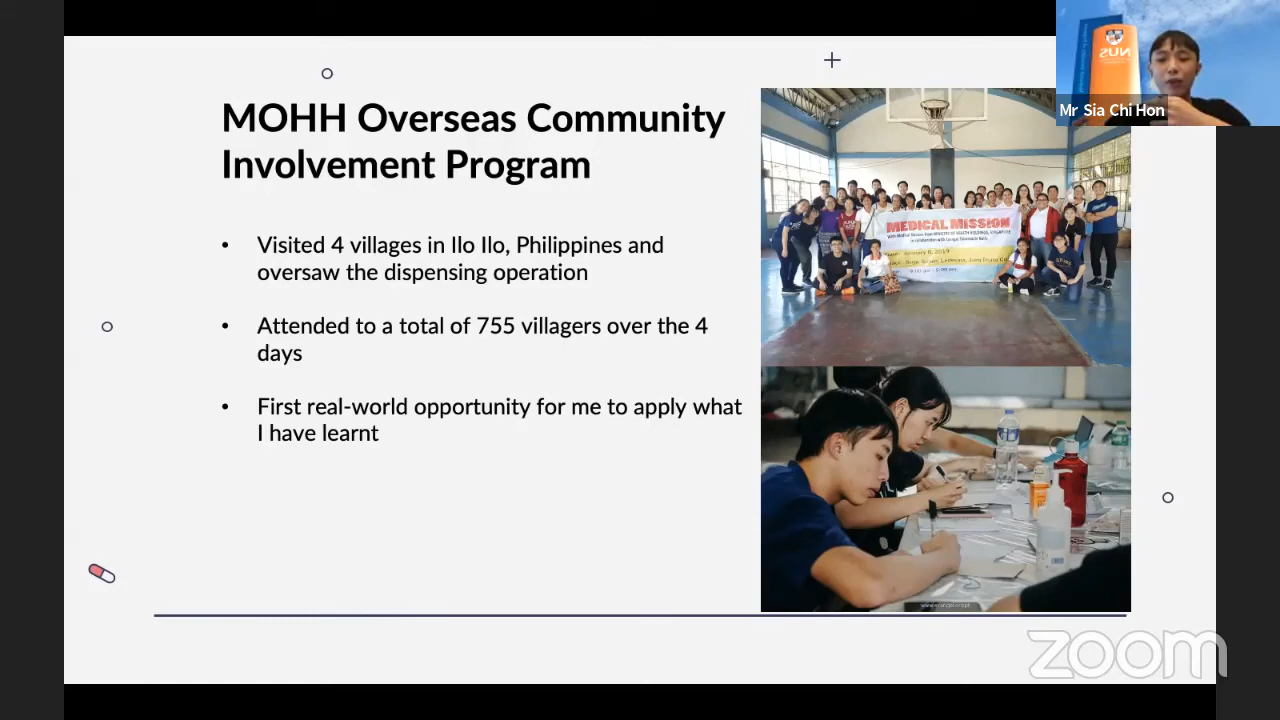 MOHH Overseas Community
Involvement Program
• Visited 4 villages in Ilo Ilo, Philippines and
oversaw the dispensing operation
• Attended to a total of 755 villagers over the 4
days
• First real-world opportunity for me to apply what
I have learnt
NUS
Mr Sia Chi Hon
MEDICAL MISSION
zoom